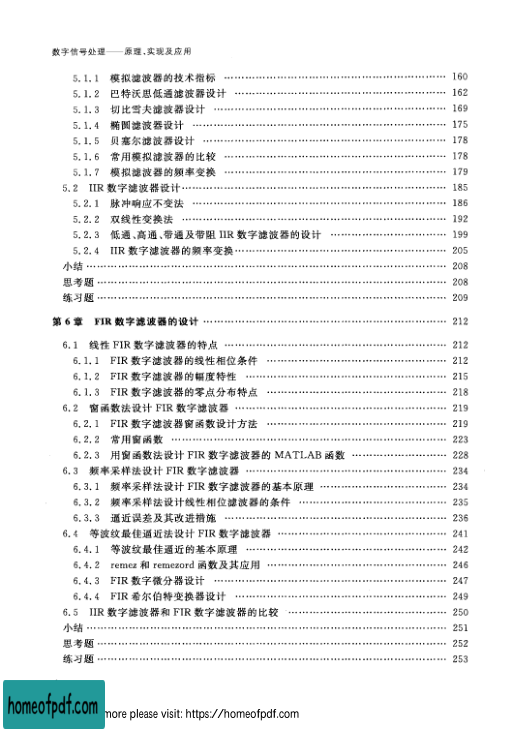 数字信号处理——原理、实现及应用
5.1.1 模拟滤波器的技术指标 …… 160
5.1.2 巴特沃思低通滤波器设计 …… 162
5.1.3 切比雪夫滤波器设计 …… 169
5.1.4 椭圆滤波器设计 …… 175
5.1.5 贝塞尔滤波器设计 …… 178
5.1.6 常用模拟滤波器的比较 …… 178
5.1.7 模拟滤波器的频率变换 …… 179
5.2 IIR 数字滤波器设计…… 185
5.2.1 脉冲响应不变法 …… 186
5.2.2 双线性变换法 …… 192
5.2.3 低通、高通、带通及带阻 IIR 数字滤波器的设计 …… 199
5.2.4 IIR 数字滤波器的频率变换…… 205
小结 …… 208
思考题 …… 208
练习题 …… 209
第 6 章 FIR 数字滤波器的设计 …… 212
6.1 线性 FIR 数字滤波器的特点 …… 212
6.1.1 FIR 数字滤波器的线性相位条件 …… 212
6.1.2 FIR 数字滤波器的幅度特性 …… 215
6.1.3 FIR 数字滤波器的零点分布特点 …… 218
6.2 窗函数法设计 FIR 数字滤波器 …… 219
6.2.1 FIR 数字滤波器窗函数设计方法 …… 219
6.2.2 常用窗函数 …… 223
6.2.3 用窗函数法设计 FIR 数字滤波器的 MATLAB 函数 …… 228
6.3 频率采样法设计 FIR 数字滤波器 …… 234
6.3.1 频率采样法设计 FIR 数字滤波器的基本原理 …… 234
6.3.2 频率采样法设计线性相位滤波器的条件 …… 235
6.3.3 逼近误差及其改进措施 …… 236
6.4 等波纹最佳逼近法设计 FIR 数字滤波器 …… 241
6.4.1 等波纹最佳逼近的基本原理 …… 242
6.4.2 remez 和 remezord 函数及其应用 …… 246
6.4.3 FIR 数字微分器设计 …… 247
6.4.4 FIR 希尔伯特变换器设计 …… 249
6.5 IIR 数字滤波器和 FIR 数字滤波器的比较 …… 250
小结 …… 251
思考题 …… 252
练习题 …… 253
homeofpdf.com
more please visit: https://homeofpdf.com